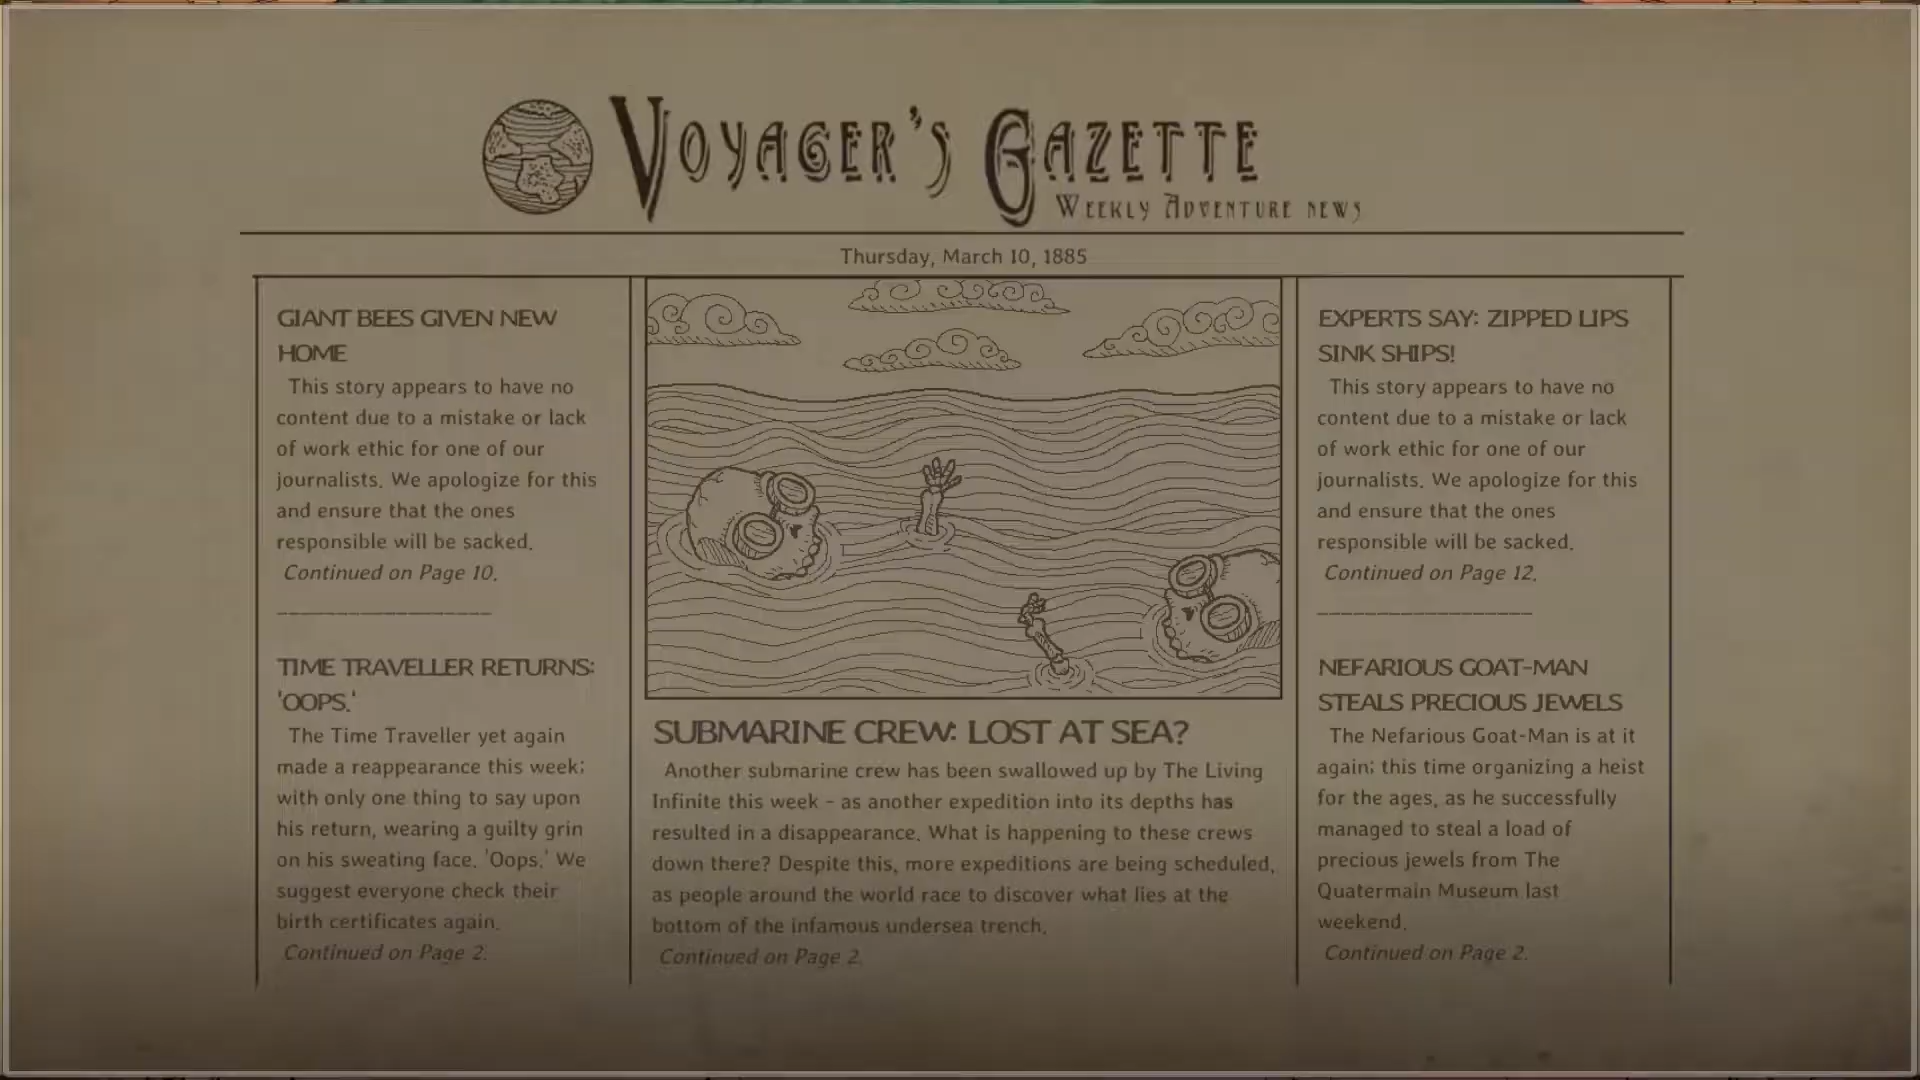 VOYAGER'S GAZETTE
WEEKLY ADVENTURE NEWS
Thursday, March 10, 1885
GIANT BEES GIVEN NEW
HOME
This story appears to have no
content due to a mistake or lack
of work ethic for one of our
journalists. We apologize for this
and ensure that the ones
responsible will be sacked.
Continued on Page 10.
___________________
TIME TRAVELLER RETURNS:
'OOPS.'
The Time Traveller yet again
made a reappearance this week;
with only one thing to say upon
his return, wearing a guilty grin
on his sweating face. 'Oops.' We
suggest everyone check their
birth certificates again.
Continued on Page 2.
SUBMARINE CREW: LOST AT SEA?
Another submarine crew has been swallowed up by The Living
Infinite this week - as another expedition into its depths has
resulted in a disappearance. What is happening to these crews
down there? Despite this, more expeditions are being scheduled,
as people around the world race to discover what lies at the
bottom of the infamous undersea trench.
Continued on Page 2.
EXPERTS SAY: ZIPPED LIPS
SINK SHIPS!
This story appears to have no
content due to a mistake or lack
of work ethic for one of our
journalists. We apologize for this
and ensure that the ones
responsible will be sacked.
Continued on Page 12.
___________________
NEFARIOUS GOAT-MAN
STEALS PRECIOUS JEWELS
The Nefarious Goat-Man is at it
again; this time organizing a heist
for the ages, as he successfully
managed to steal a load of
precious jewels from The
Quatermain Museum last
weekend.
Continued on Page 2.